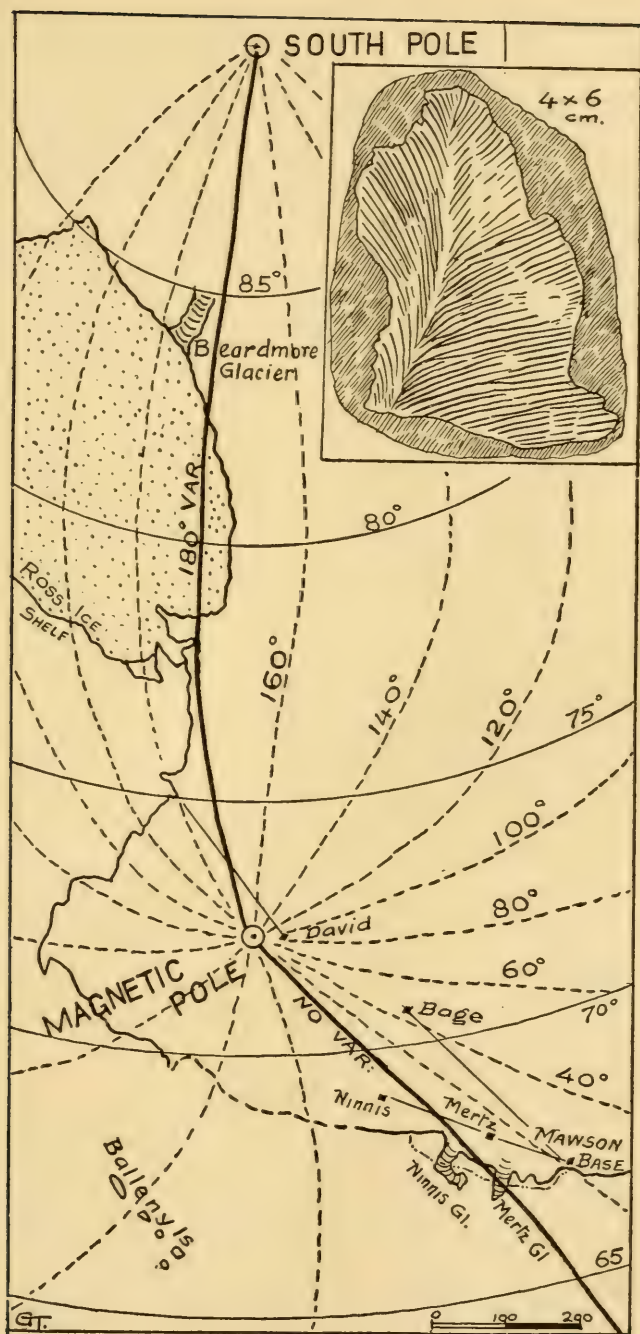 SOUTH POLE
4 x 6
cm.
85°
Beardmore
Glacier
180° VAR.
80°
ROSS ICE
SHELF
160°
140°
120°
75°
100°
80°
David
60°
MAGNETIC
POLE
Bage
70°
NO VAR:
40°
Ninnis
Mertz
MAWSON
BASE
Ninnis Gl.
Mertz Gl
Ballany Is
65
G.T.
0 100 200